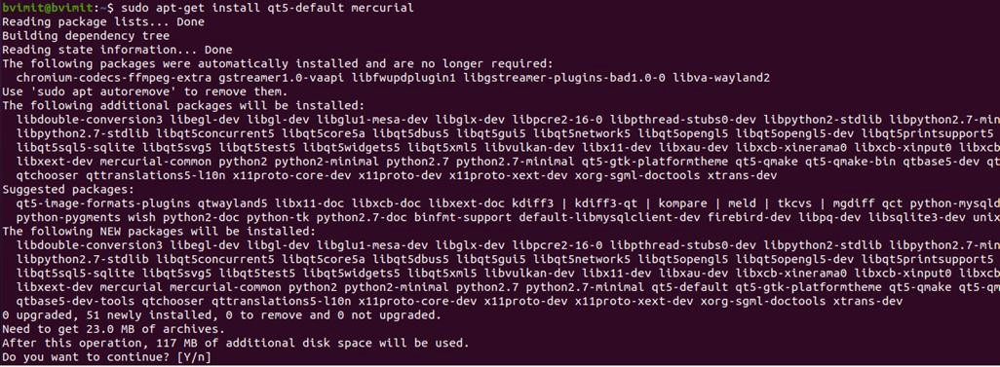 bvimit@bvimit:~$ sudo apt-get install qt5-default mercurial
Reading package lists... Done
Building dependency tree
Reading state information... Done
The following packages were automatically installed and are no longer required:
  chromium-codecs-ffmpeg-extra gstreamer1.0-vaapi libfwupdplugin1 libgstreamer-plugins-bad1.0-0 libva-wayland2
Use 'sudo apt autoremove' to remove them.
The following additional packages will be installed:
  libdouble-conversion3 libegl-dev libgl-dev libglu1-mesa-dev libglx-dev libpcre2-16-0 libpthread-stubs0-dev libpython2-stdlib libpython2.7-min
  libpython2.7-stdlib libqt5concurrent5 libqt5core5a libqt5dbus5 libqt5gui5 libqt5network5 libqt5opengl5 libqt5opengl5-dev libqt5printsupport5
  libqt5sql5-sqlite libqt5svg5 libqt5test5 libqt5widgets5 libqt5xml5 libvulkan-dev libx11-dev libxau-dev libxcb-xinerama0 libxcb-xinput0 libxcb
  libxext-dev mercurial-common python2 python2-minimal python2.7 python2.7-minimal qt5-gtk-platformtheme qt5-qmake qt5-qmake-bin qtbase5-dev qt
  qtchooser qttranslations5-l10n x11proto-core-dev x11proto-dev x11proto-xext-dev xorg-sgml-doctools xtrans-dev
Suggested packages:
  qt5-image-formats-plugins qtwayland5 libx11-doc libxcb-doc libxext-doc kdiff3 | kdiff3-qt | kompare | meld | tkcvs | mgdiff qct python-mysqld
  python-pygments wish python2-doc python-tk python2.7-doc binfmt-support default-libmysqlclient-dev firebird-dev libpq-dev libsqlite3-dev unix
The following NEW packages will be installed:
  libdouble-conversion3 libegl-dev libgl-dev libglu1-mesa-dev libglx-dev libpcre2-16-0 libpthread-stubs0-dev libpython2-stdlib libpython2.7-min
  libpython2.7-stdlib libqt5concurrent5 libqt5core5a libqt5dbus5 libqt5gui5 libqt5network5 libqt5opengl5 libqt5opengl5-dev libqt5printsupport5
  libqt5sql5-sqlite libqt5svg5 libqt5test5 libqt5widgets5 libqt5xml5 libvulkan-dev libx11-dev libxau-dev libxcb-xinerama0 libxcb-xinput0 libxcb
  libxext-dev mercurial mercurial-common python2 python2-minimal python2.7 python2.7-minimal qt5-default qt5-gtk-platformtheme qt5-qmake qt5-qm
  qtbase5-dev-tools qtchooser qttranslations5-l10n x11proto-core-dev x11proto-dev x11proto-xext-dev xorg-sgml-doctools xtrans-dev
0 upgraded, 51 newly installed, 0 to remove and 0 not upgraded.
Need to get 23.0 MB of archives.
After this operation, 117 MB of additional disk space will be used.
Do you want to continue? [Y/n]